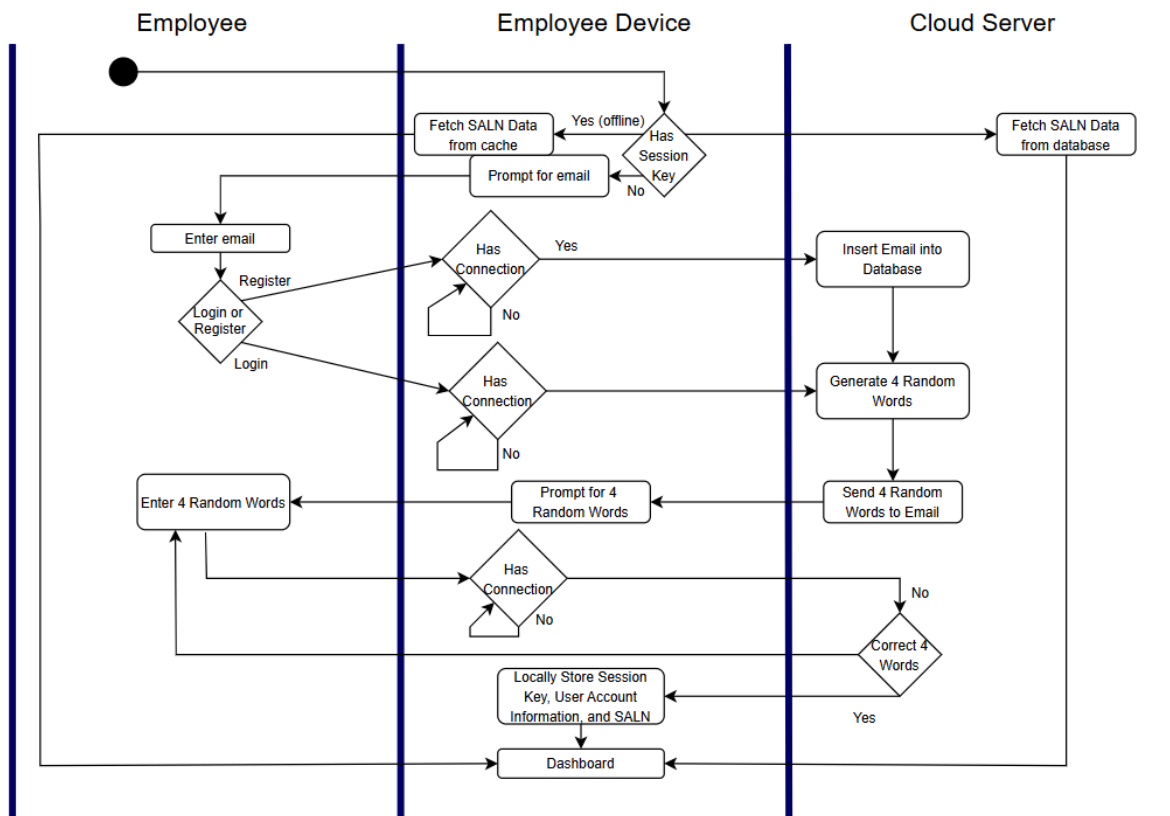 Employee
Employee Device
Cloud Server
Fetch SALN Data
from cache
Yes (offline)
Has
Session
Key
Fetch SALN Data
from database
Prompt for email
No
Enter email
Has
Connection
Yes
Insert Email into
Database
Register
Login or
Register
No
Login
Has
Connection
Generate 4 Random
Words
No
Enter 4 Random Words
Prompt for 4
Random Words
Send 4 Random
Words to Email
Has
Connection
No
No
Correct 4
Words
Locally Store Session
Key, User Account
Information, and SALN
Yes
Dashboard